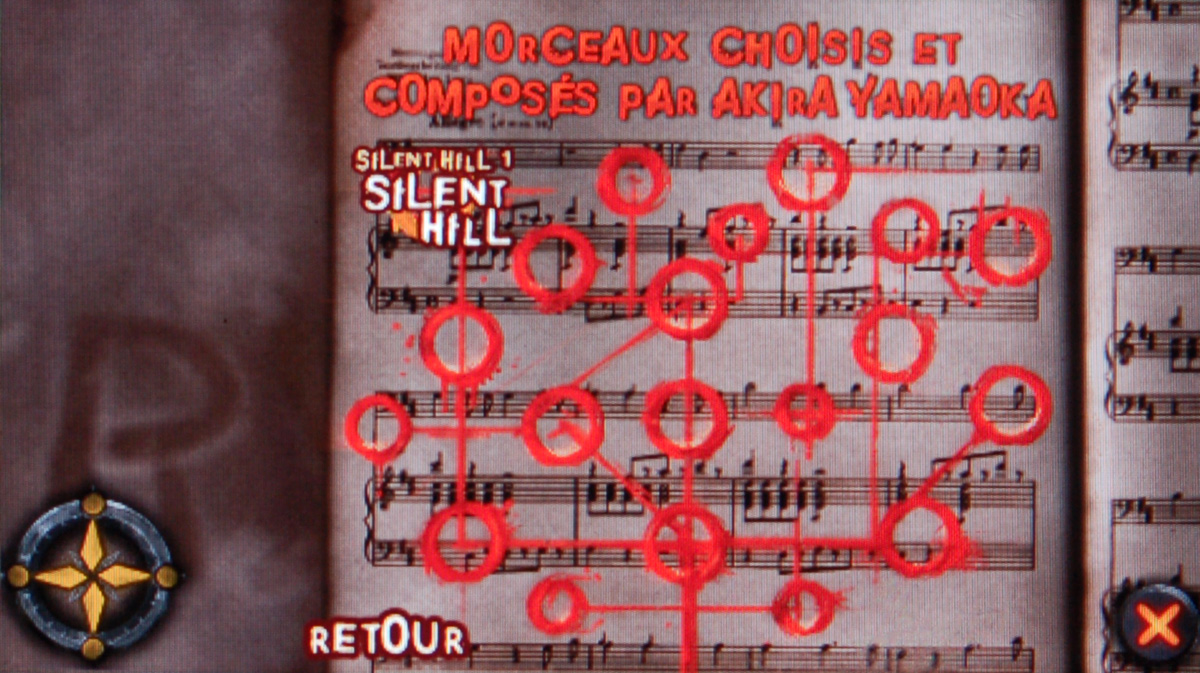 MORCEAUX CHOISIS ET
COMPOSÉS PAR AKIRA YAMAOKA
SILENT HILL 1
SILENT
HILL
RETOUR